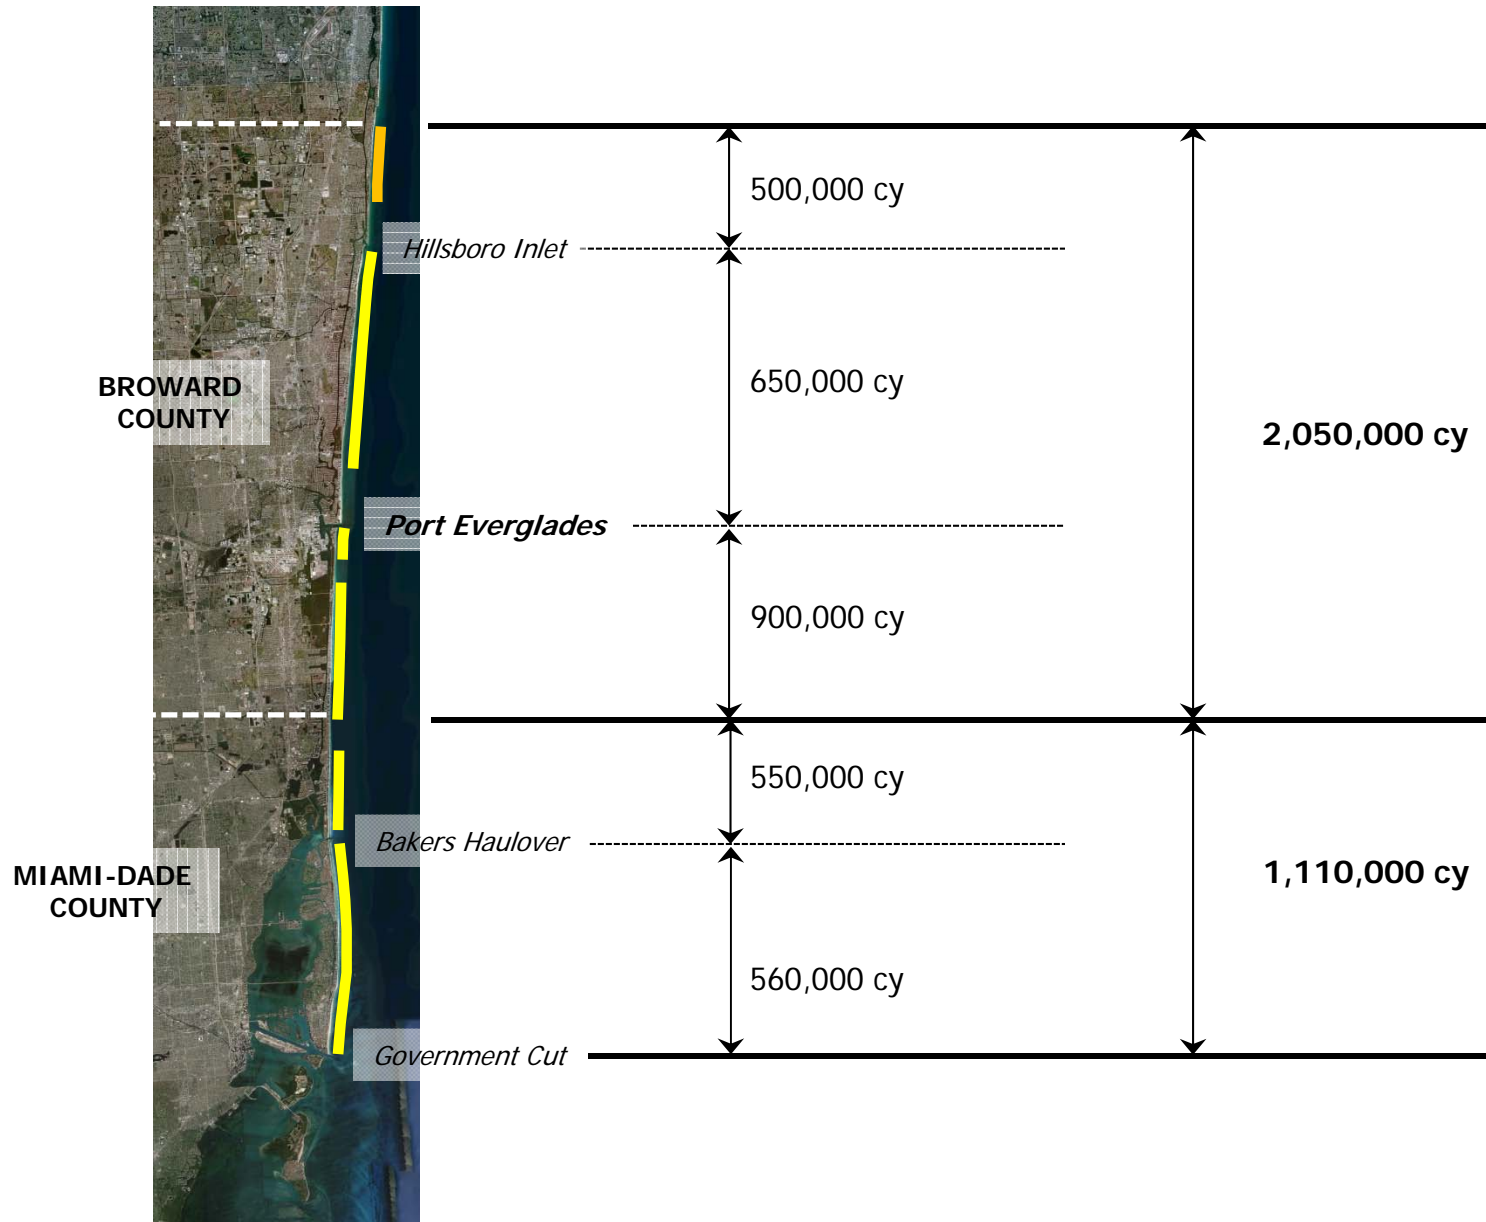 500,000 cy
Hillsboro Inlet
650,000 cy
BROWARD
COUNTY
2,050,000 cy
Port Everglades
900,000 cy
550,000 cy
Bakers Haulover
MIAMI-DADE
COUNTY
1,110,000 cy
560,000 cy
Government Cut